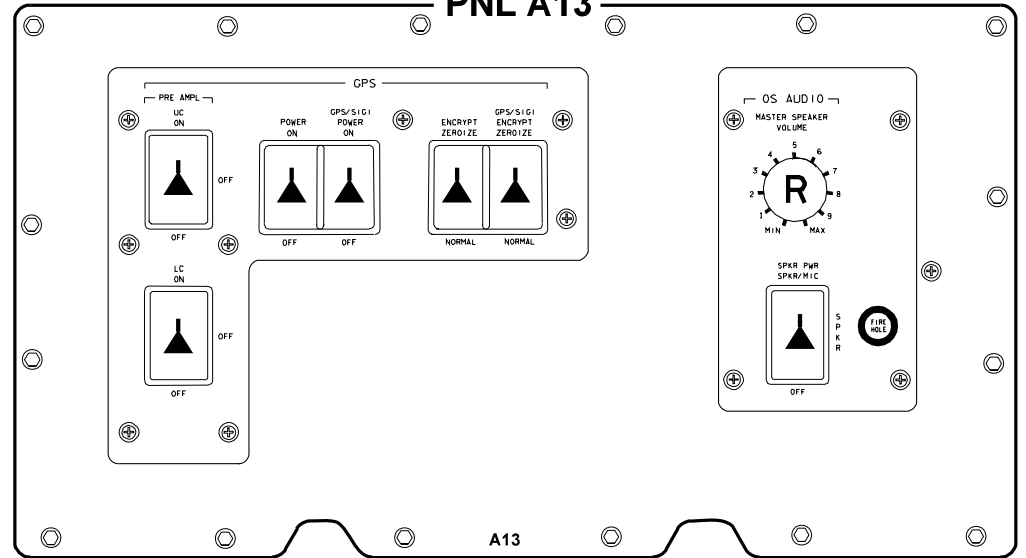 PNL A13
GPS
PRE AMPL
UC
ON
OFF
OFF
POWER
ON
OFF
GPS/SIGI
POWER
ON
OFF
ENCRYPT
ZEROIZE
NORMAL
GPS/SIGI
ENCRYPT
ZEROIZE
NORMAL
LC
ON
OFF
OFF
OS AUDIO
MASTER SPEAKER
VOLUME
MIN 1 2 3 4 5 6 7 8 9 MAX
R
SPKR PWR
SPKR/MIC
SPKR
OFF
FIRE
HOLE
A13